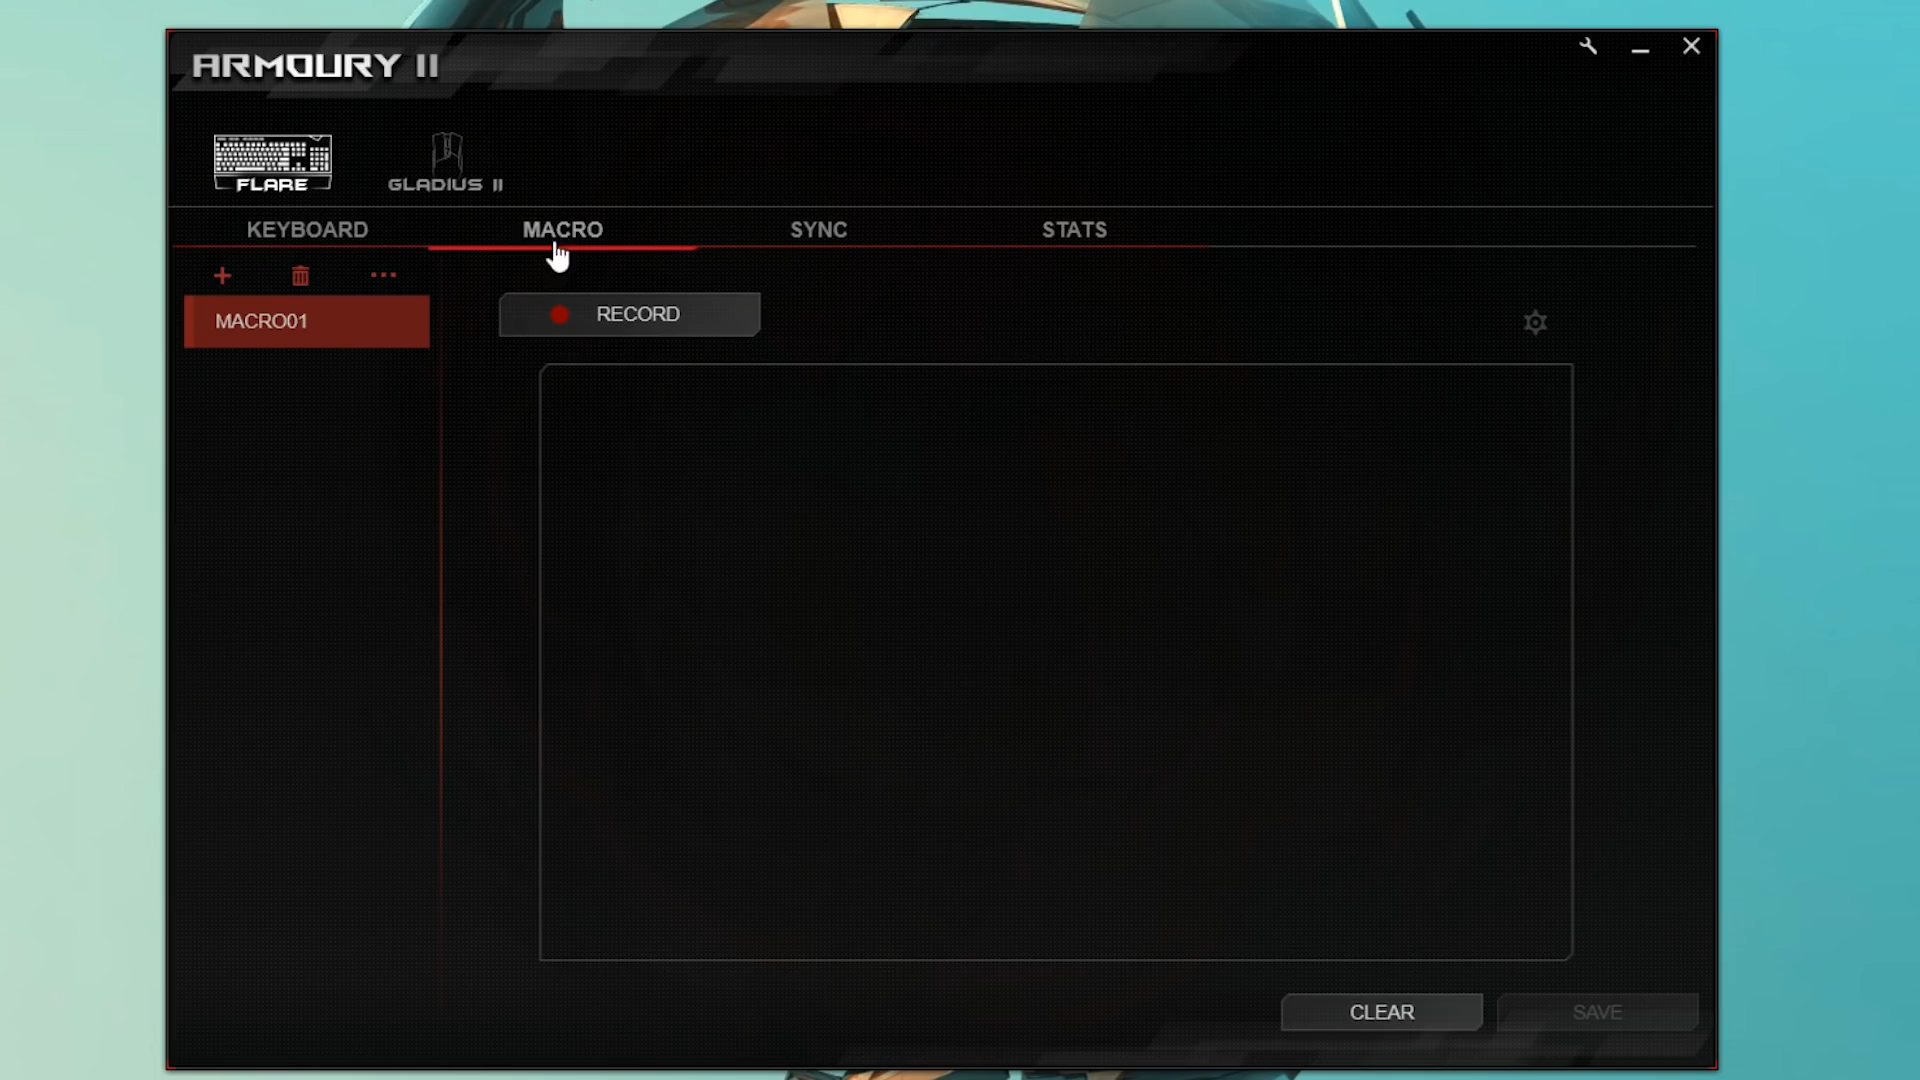 ARMOURY II
FLARE
GLADIUS II
KEYBOARD
MACRO
SYNC
STATS
MACRO01
RECORD
CLEAR
SAVE